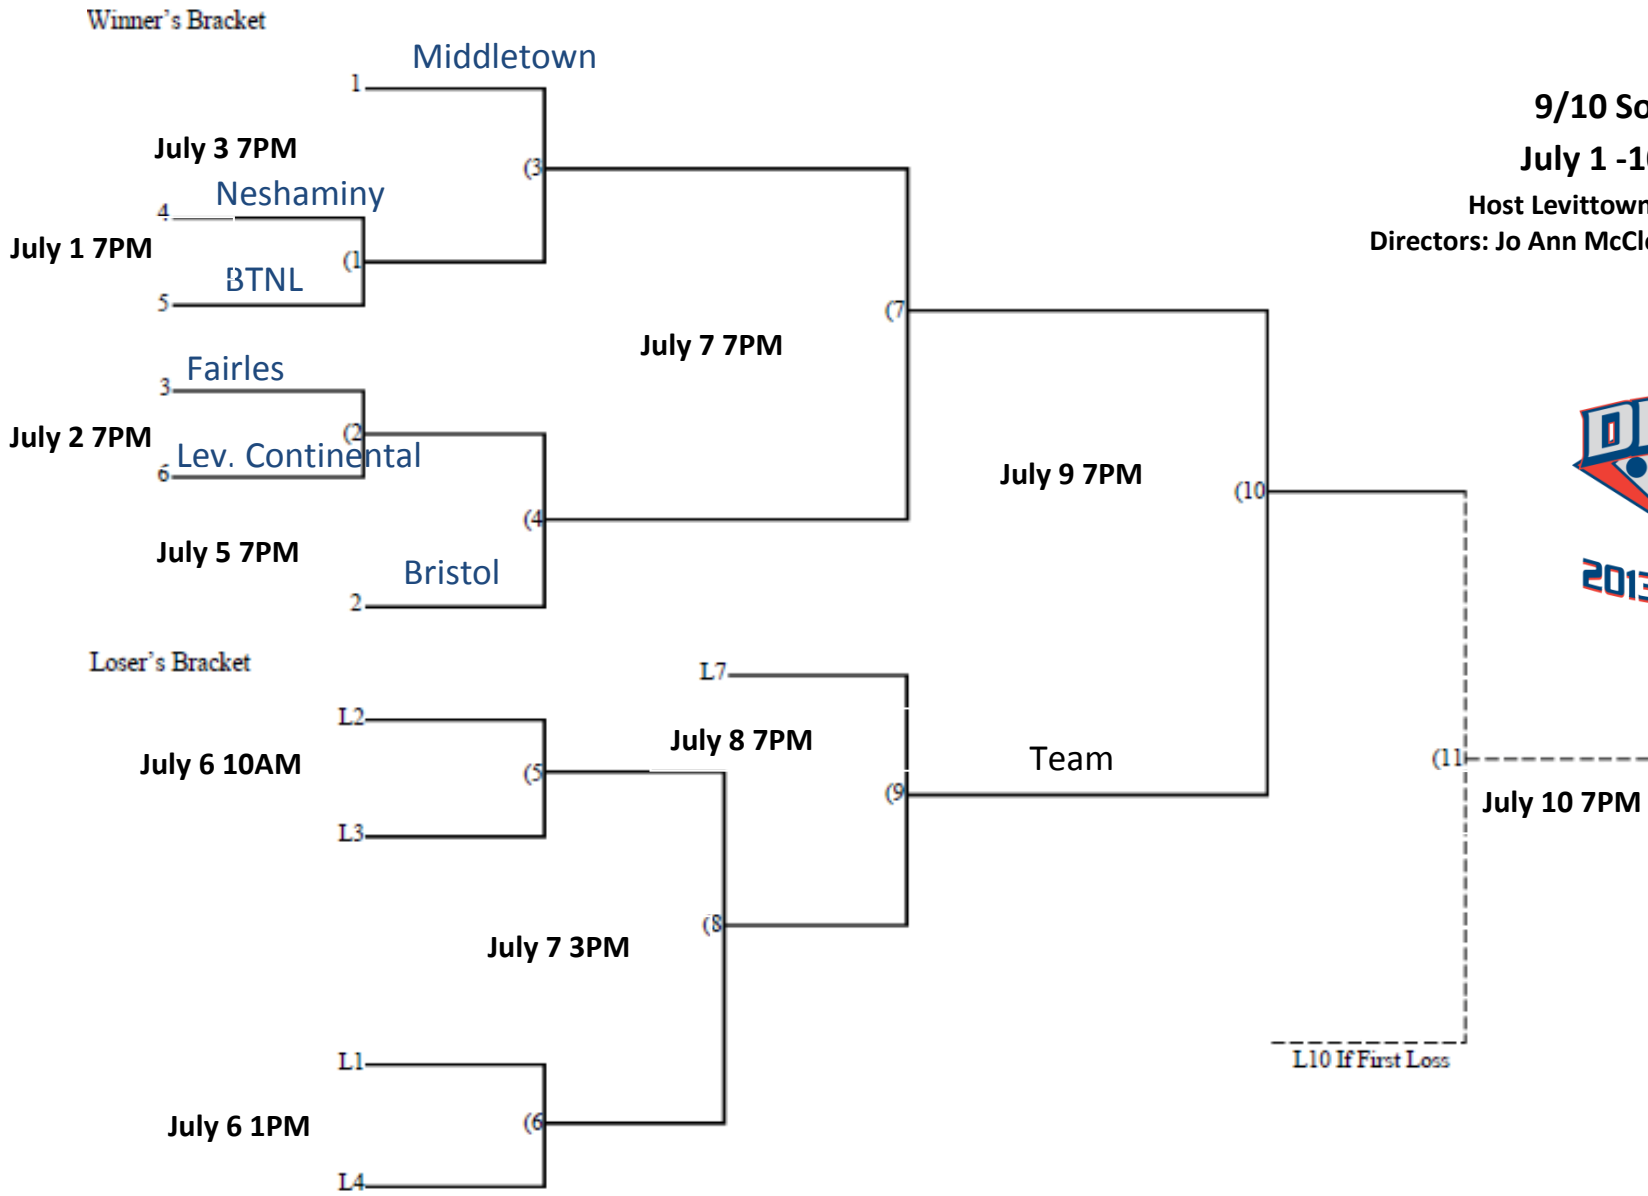 Winner's Bracket
Middletown
1
9/10 So
July 3 7PM
(3
July 1 -10
Neshaminy
4
Host Levittown
July 1 7PM
(1
Directors: Jo Ann McCl
BTNL
5
(7
July 7 7PM
Fairles
3
July 2 7PM
(2
Lev. Continental
6
July 9 7PM
(10
(4
July 5 7PM
Bristol
2
2013
Loser's Bracket
L7
L2
July 8 7PM
July 6 10AM
(5
Team
(11
L3
(9
July 10 7PM
(8
July 7 3PM
L1
L10 If First Loss
July 6 1PM
(6
L4